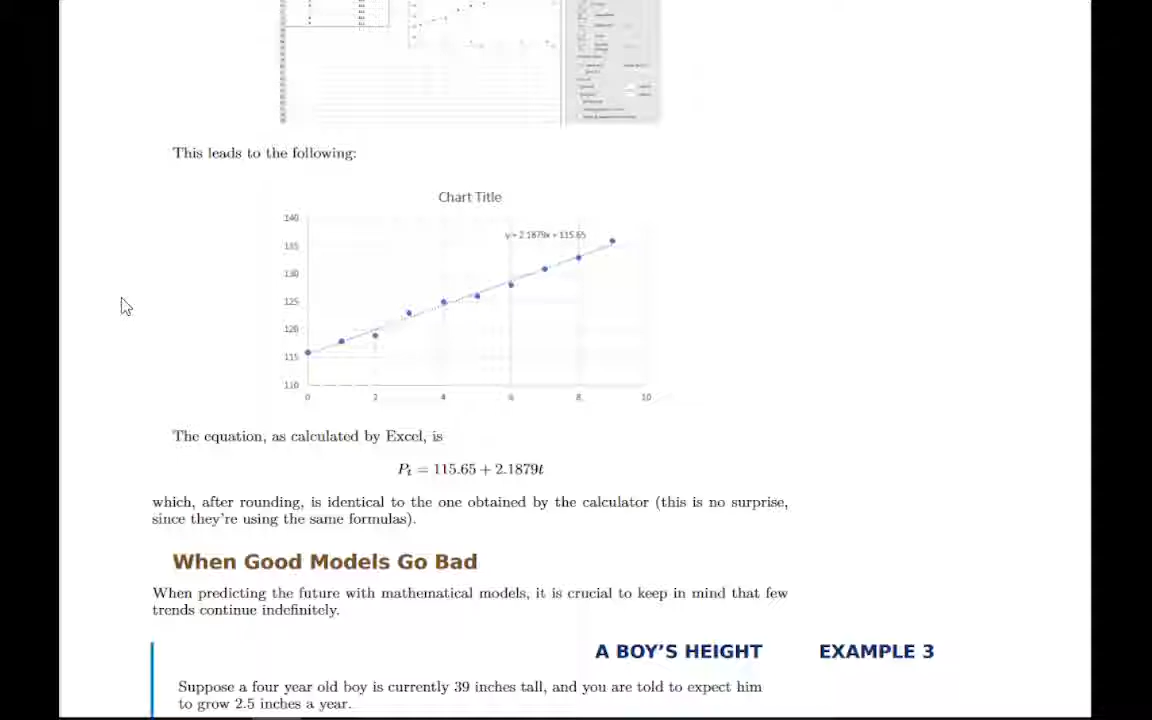 This leads to the following:
Chart Title
140
135
130
125
120
115
110
y = 2.1879x + 115.65
0 2 4 6 8 10
The equation, as calculated by Excel, is
Pt = 115.65 + 2.1879t
which, after rounding, is identical to the one obtained by the calculator (this is no surprise,
since they're using the same formulas).
When Good Models Go Bad
When predicting the future with mathematical models, it is crucial to keep in mind that few
trends continue indefinitely.
A BOY'S HEIGHT EXAMPLE 3
Suppose a four year old boy is currently 39 inches tall, and you are told to expect him
to grow 2.5 inches a year.